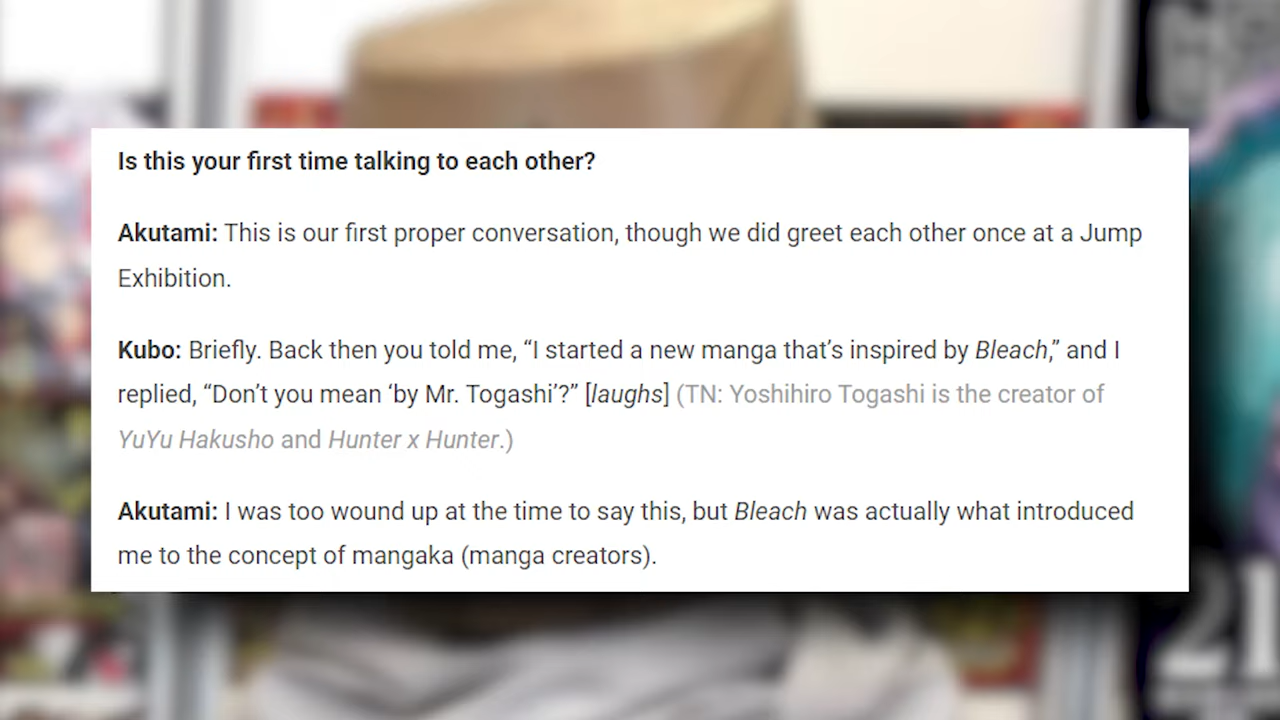 Is this your first time talking to each other?
Akutami: This is our first proper conversation, though we did greet each other once at a Jump
Exhibition.
Kubo: Briefly. Back then you told me, “I started a new manga that’s inspired by Bleach,” and I
replied, “Don’t you mean ‘by Mr. Togashi’?” [laughs] (TN: Yoshihiro Togashi is the creator of
YuYu Hakusho and Hunter x Hunter.)
Akutami: I was too wound up at the time to say this, but Bleach was actually what introduced
me to the concept of mangaka (manga creators).
21